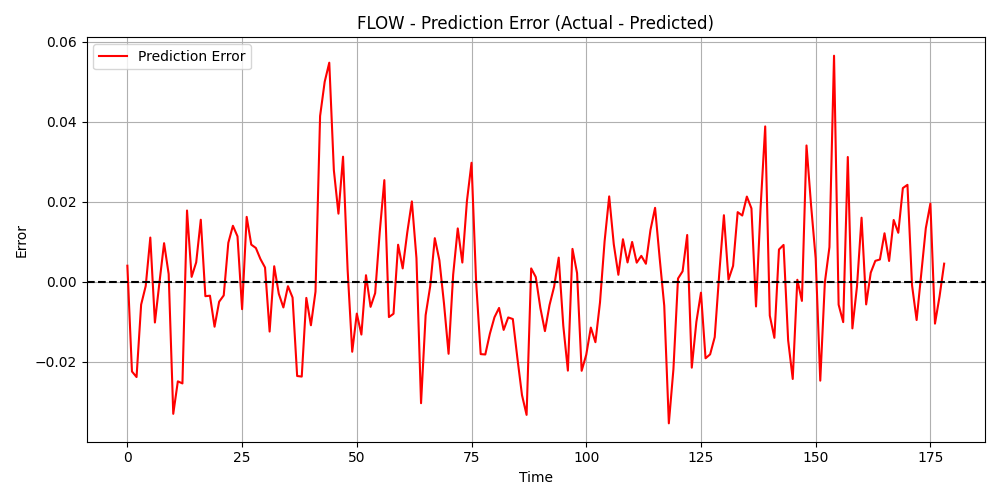 FLOW - Prediction Error (Actual - Predicted)
Prediction Error
0.06
0.04
0.02
0.00
−0.02
Error
0 25 50 75 100 125 150 175
Time